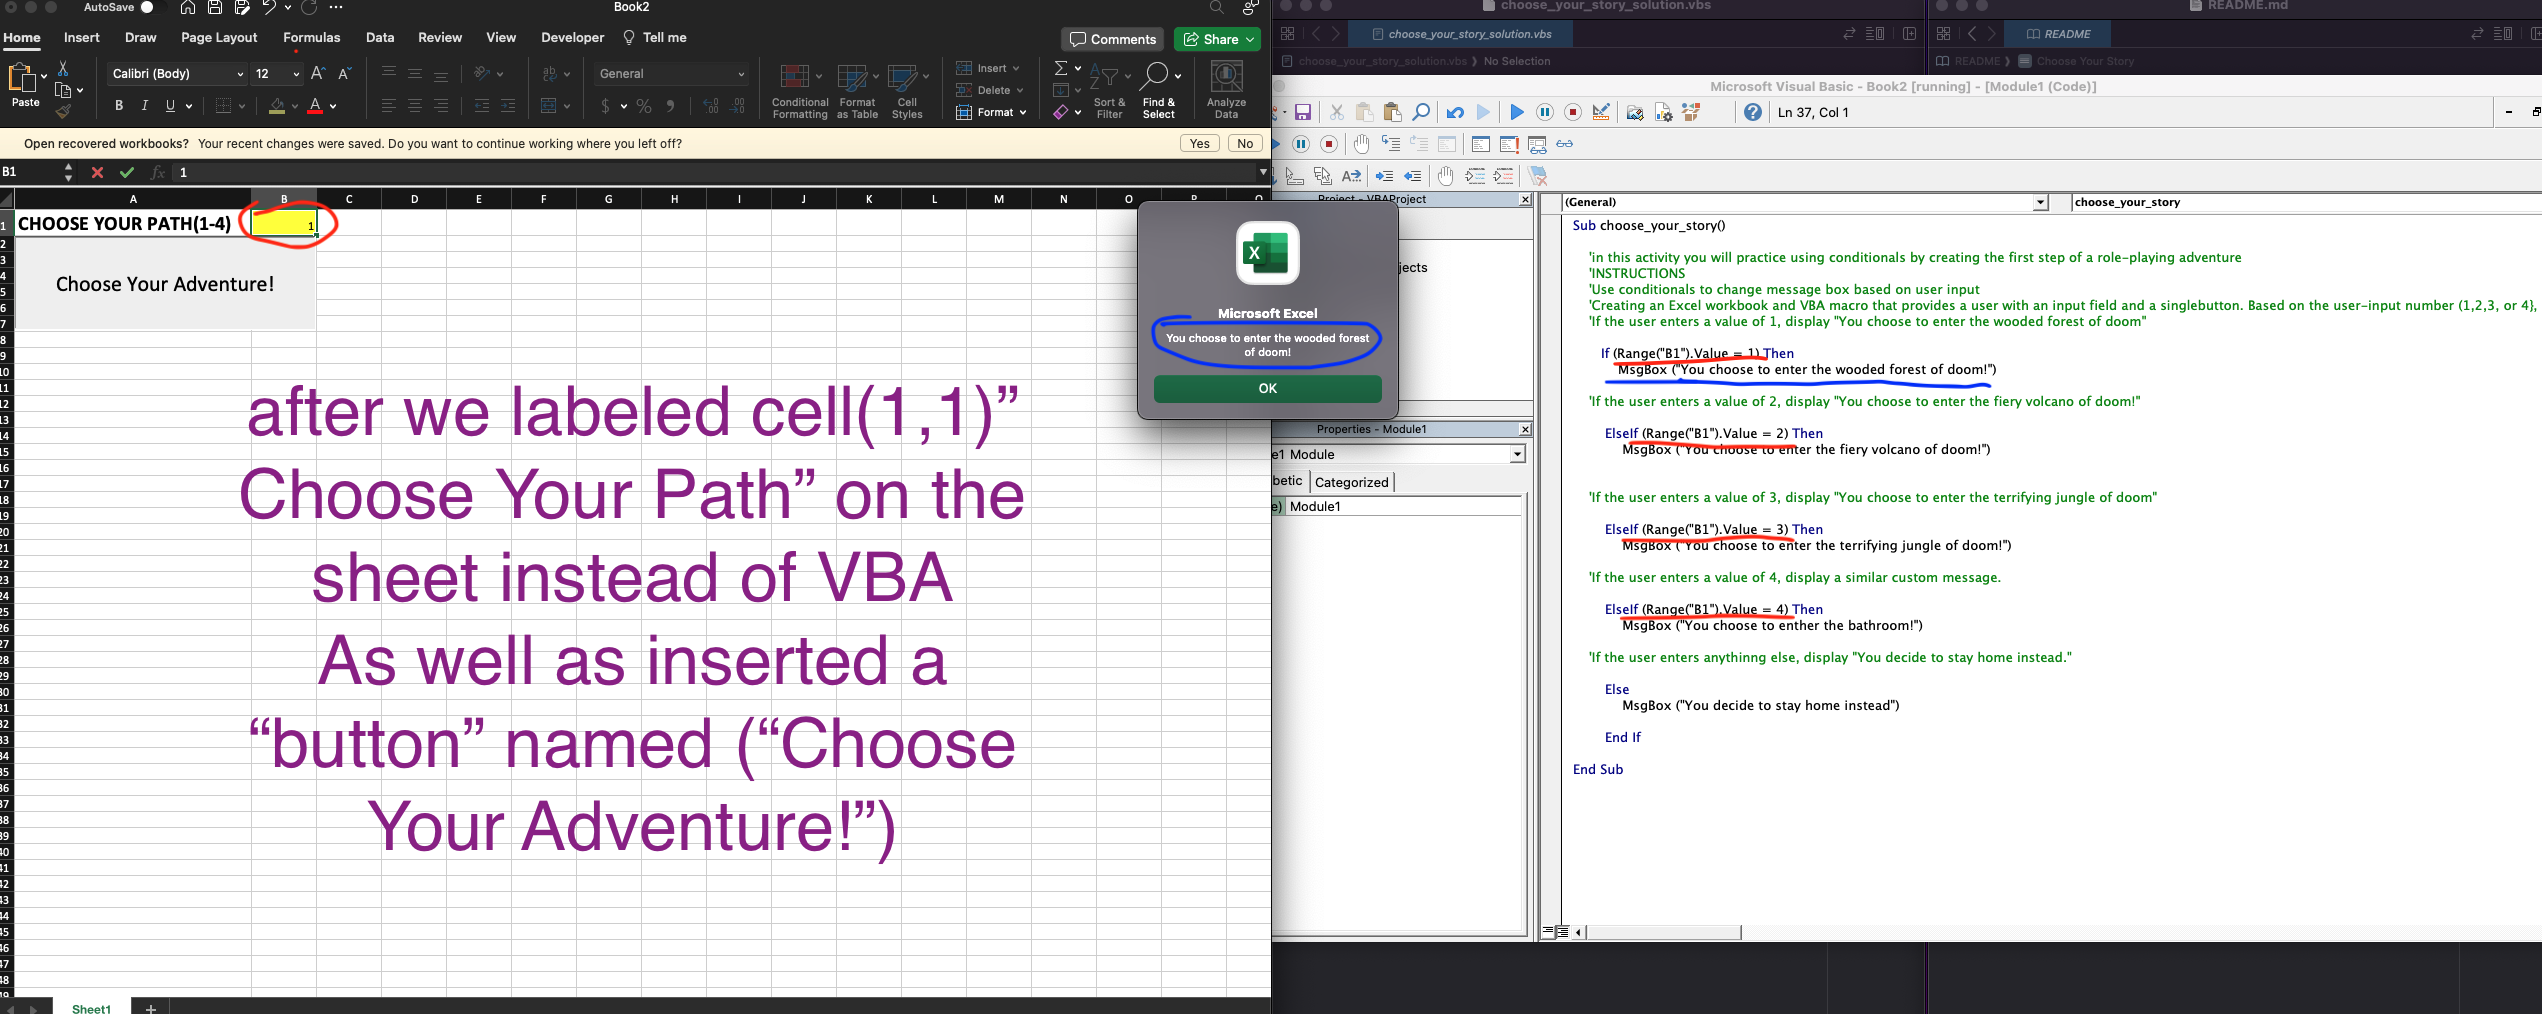 AutoSave
Book2
Home Insert Draw Page Layout Formulas Data Review View Developer Tell me
Comments Share
Paste
Calibri (Body) 12
B I U
General
Conditional Formatting
Format as Table
Cell Styles
Insert
Delete
Format
Sort & Filter
Find & Select
Analyze Data
Open recovered workbooks? Your recent changes were saved. Do you want to continue working where you left off?
Yes No
B1 fx 1
A B C D E F G H I J K L M N O P
CHOOSE YOUR PATH(1-4) 1
Choose Your Adventure!
after we labeled cell(1,1)”
Choose Your Path” on the
sheet instead of VBA
As well as inserted a
“button” named (“Choose
Your Adventure!”)
Sheet1 +
Microsoft Excel
You choose to enter the wooded forest
of doom!
OK
choose_your_story_solution.vbs
choose_your_story_solution.vbs
choose_your_story_solution.vbs No Selection
README.md
README
README Choose Your Story
Microsoft Visual Basic - Book2 [running] - [Module1 (Code)]
Ln 37, Col 1
Project - VBAProject
jects
Properties - Module1
e1 Module
betic Categorized
e) Module1
(General) choose_your_story
Sub choose_your_story()
'in this activity you will practice using conditionals by creating the first step of a role-playing adventure
'INSTRUCTIONS
'Use conditionals to change message box based on user input
'Creating an Excel workbook and VBA macro that provides a user with an input field and a singlebutton. Based on the user-input number (1,2,3, or 4},
'If the user enters a value of 1, display "You choose to enter the wooded forest of doom"
If (Range("B1").Value = 1) Then
MsgBox ("You choose to enter the wooded forest of doom!")
'If the user enters a value of 2, display "You choose to enter the fiery volcano of doom!"
ElseIf (Range("B1").Value = 2) Then
MsgBox ("You choose to enter the fiery volcano of doom!")
'If the user enters a value of 3, display "You choose to enter the terrifying jungle of doom"
ElseIf (Range("B1").Value = 3) Then
MsgBox ("You choose to enter the terrifying jungle of doom!")
'If the user enters a value of 4, display a similar custom message.
ElseIf (Range("B1").Value = 4) Then
MsgBox ("You choose to enther the bathroom!")
'If the user enters anythinng else, display "You decide to stay home instead."
Else
MsgBox ("You decide to stay home instead")
End If
End Sub